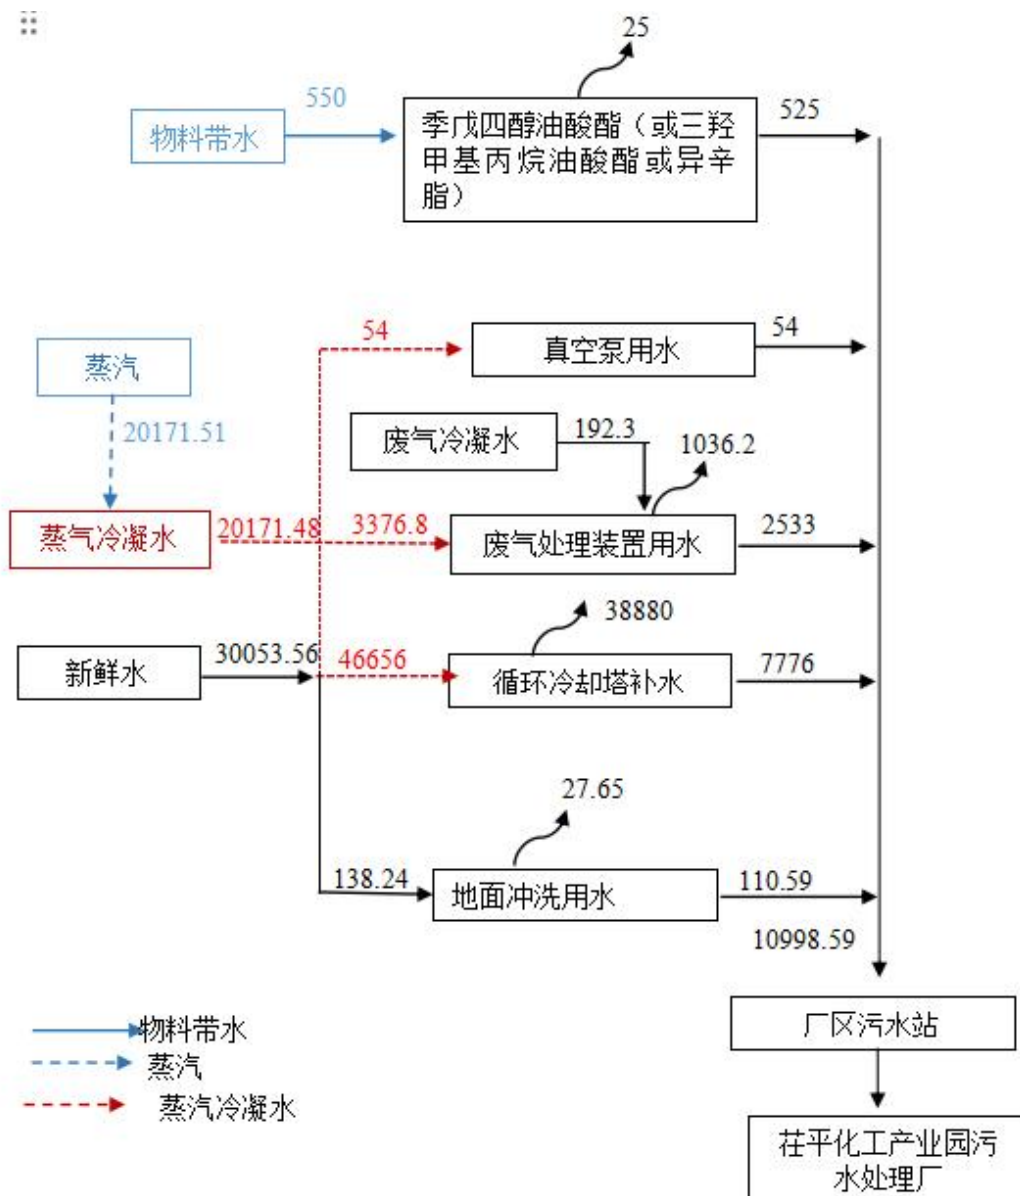 25
550
物料带水
季戊四醇油酸酯（或三羟
甲基丙烷油酸酯或异辛
脂）
525
54
真空泵用水
54
蒸汽
20171.51
废气冷凝水
192.3
1036.2
蒸气冷凝水
20171.48
3376.8
废气处理装置用水
2533
38880
新鲜水
30053.56
46656
循环冷却塔补水
7776
27.65
138.24
地面冲洗用水
110.59
10998.59
厂区污水站
物料带水
蒸汽
蒸汽冷凝水
茌平化工产业园污
水处理厂